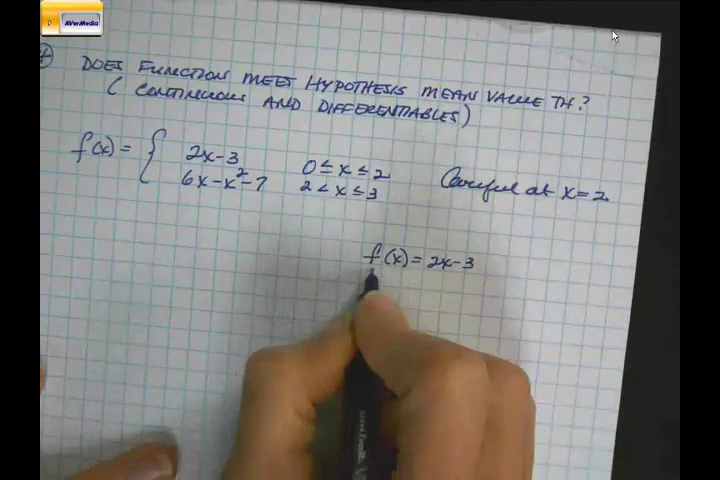 AVerMedia
DOES FUNCTION MEET HYPOTHESIS MEAN VALUE TH?
( CONTINUOUS AND DIFFERENTIABLES)
f(x) = { 2x-3 0 ≤ x ≤ 2
6x-x²-7 2 < x ≤ 3
Careful at x=2
f(x) = 2x-3